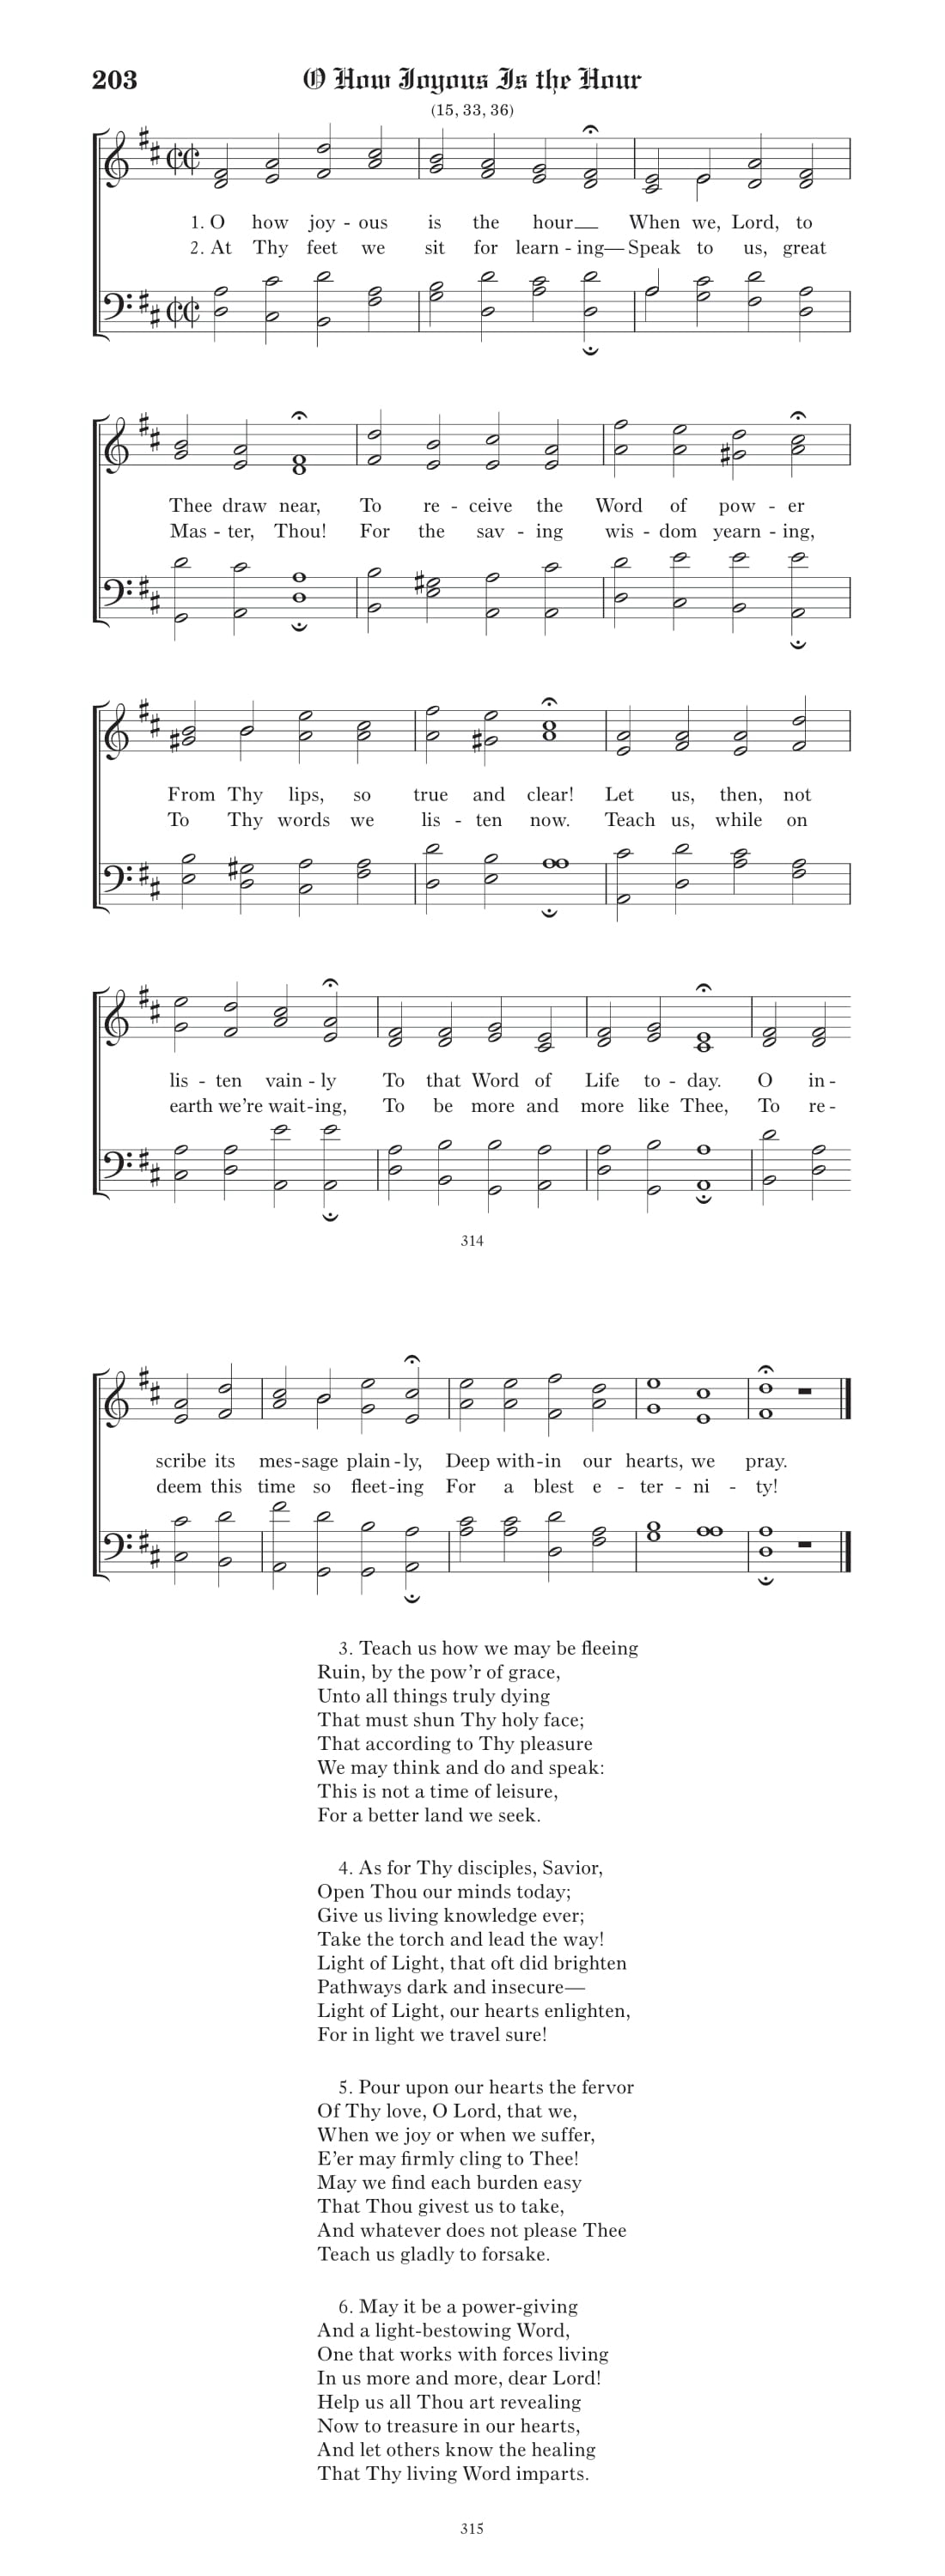 203 O How Joyous Is the Hour
(15, 33, 36)
1. O how joy - ous is the hour When we, Lord, to
2. At Thy feet we sit for learn - ing— Speak to us, great
Thee draw near, To re - ceive the Word of pow - er
Mas - ter, Thou! For the sav - ing wis - dom yearn - ing,
From Thy lips, so true and clear! Let us, then, not
To Thy words we lis - ten now. Teach us, while on
lis - ten vain - ly To that Word of Life to - day. O in -
earth we’re wait-ing, To be more and more like Thee, To re -
314
scribe its mes-sage plain-ly, Deep with-in our hearts, we pray.
deem this time so fleet-ing For a blest e - ter - ni - ty!
3. Teach us how we may be fleeing
Ruin, by the pow’r of grace,
Unto all things truly dying
That must shun Thy holy face;
That according to Thy pleasure
We may think and do and speak:
This is not a time of leisure,
For a better land we seek.
4. As for Thy disciples, Savior,
Open Thou our minds today;
Give us living knowledge ever;
Take the torch and lead the way!
Light of Light, that oft did brighten
Pathways dark and insecure—
Light of Light, our hearts enlighten,
For in light we travel sure!
5. Pour upon our hearts the fervor
Of Thy love, O Lord, that we,
When we joy or when we suffer,
E’er may firmly cling to Thee!
May we find each burden easy
That Thou givest us to take,
And whatever does not please Thee
Teach us gladly to forsake.
6. May it be a power-giving
And a light-bestowing Word,
One that works with forces living
In us more and more, dear Lord!
Help us all Thou art revealing
Now to treasure in our hearts,
And let others know the healing
That Thy living Word imparts.
315